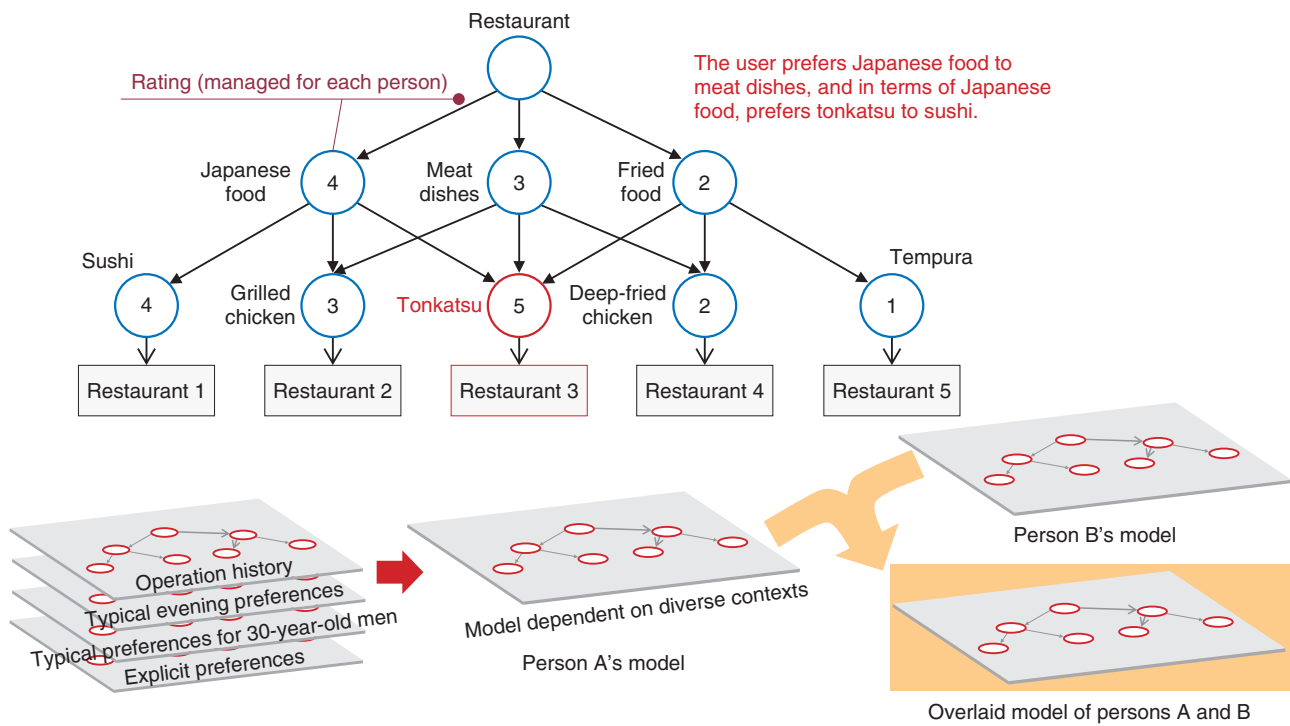 Restaurant
Rating (managed for each person)
The user prefers Japanese food to
meat dishes, and in terms of Japanese
food, prefers tonkatsu to sushi.
Japanese
food
4
Meat
dishes
3
Fried
food
2
Sushi
4
Grilled
chicken
3
Tonkatsu
5
Deep-fried
chicken
2
Tempura
1
Restaurant 1
Restaurant 2
Restaurant 3
Restaurant 4
Restaurant 5
Operation history
Typical evening preferences
Typical preferences for 30-year-old men
Explicit preferences
Model dependent on diverse contexts
Person A's model
Person B's model
Overlaid model of persons A and B